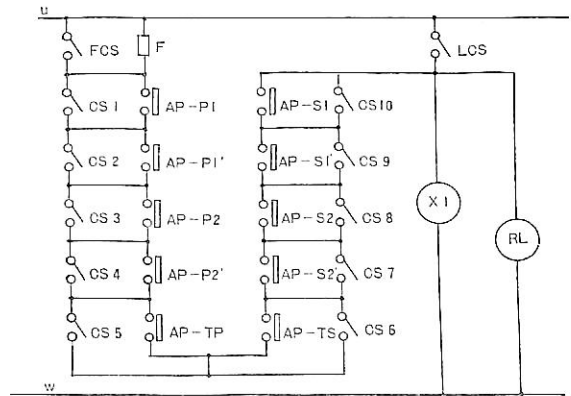 u
FCS F LCS
CS 1 AP-P1 AP-S1 CS10
CS 2 AP-P1' AP-S1' CS 9
X1
CS 3 AP-P2 AP-S2 CS 8
RL
CS 4 AP-P2' AP-S2' CS 7
CS 5 AP-TP AP-TS CS 6
w